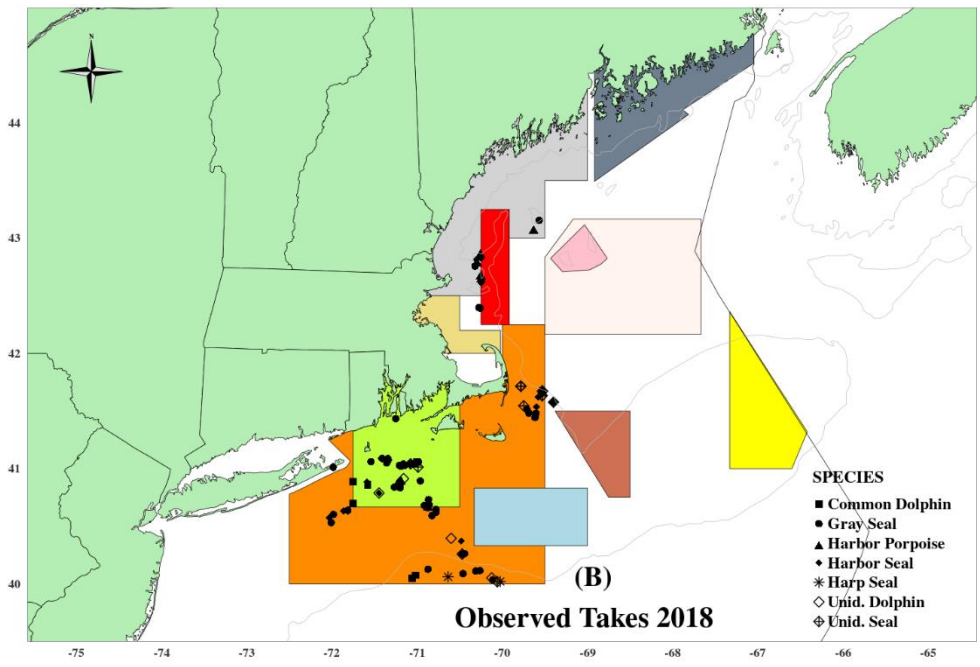 N
44
43
42
41
40
SPECIES
Common Dolphin
Gray Seal
Harbor Porpoise
Harbor Seal
Harp Seal
Unid. Dolphin
Unid. Seal
(B)
Observed Takes 2018
-75 -74 -73 -72 -71 -70 -69 -68 -67 -66 -65